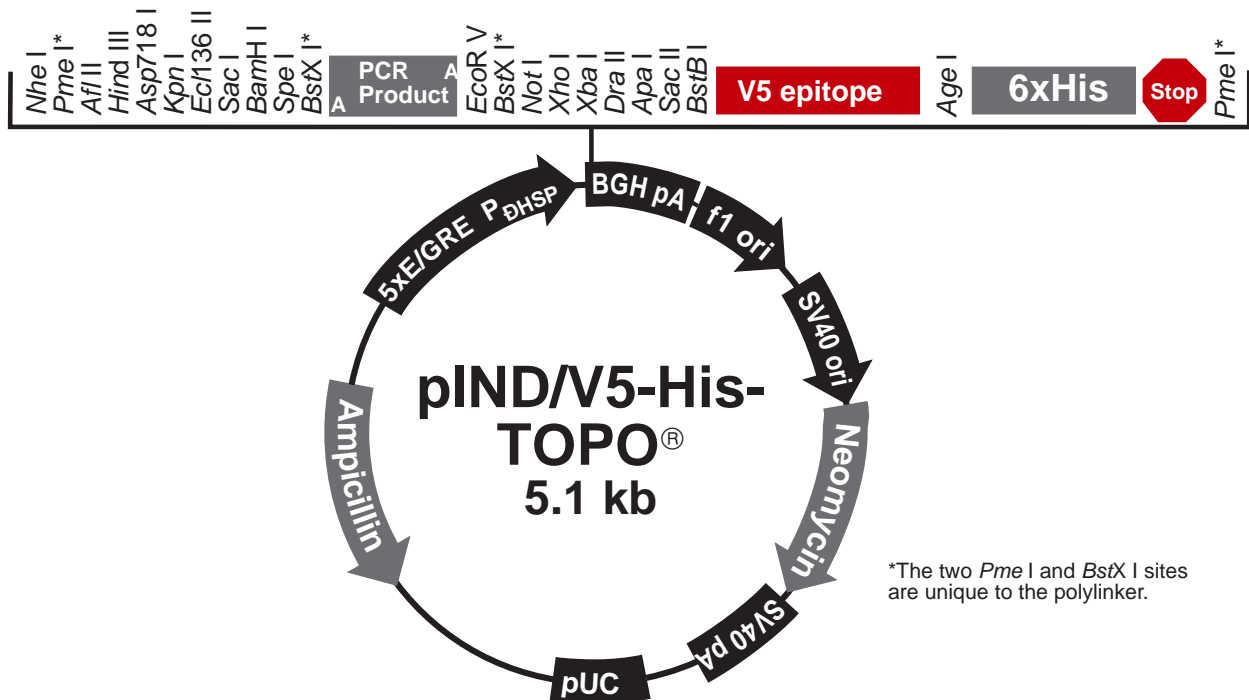 Nhe I
Pme I*
Afl II
Hind III
Asp718 I
Kpn I
Ecl136 II
Sac I
BamH I
Spe I
BstX I*
A
PCR
Product
A
EcoR V
BstX I*
Not I
Xho I
Xba I
Dra II
Apa I
Sac II
BstB I
V5 epitope
Age I
6xHis
Stop
Pme I*
5xE/GRE PĐHSP
BGH pA
f1 ori
SV40 ori
Neomycin
SV40 pA
pUC
Ampicillin
pIND/V5-His-
TOPO®
5.1 kb
*The two Pme I and BstX I sites
are unique to the polylinker.